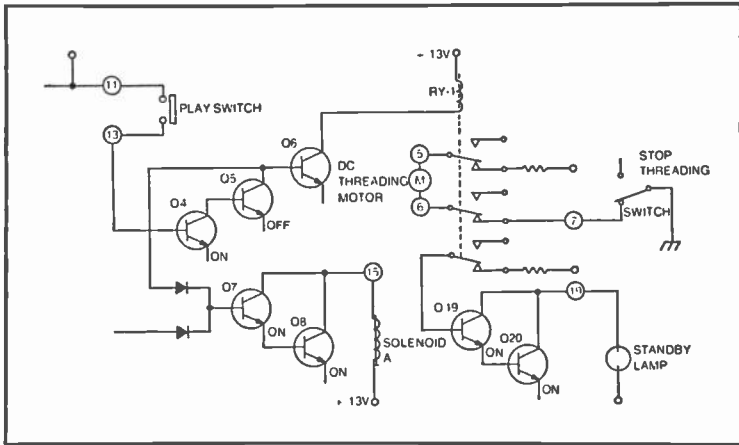 + 13V
RY-1
11
PLAY SWITCH
13
Q6
DC
THREADING
MOTOR
5
M
6
STOP
THREADING
SWITCH
7
Q5
OFF
Q4
ON
Q7
ON
Q8
ON
15
SOLENOID
A
+ 13V
Q19
ON
Q20
ON
19
STANDBY
LAMP